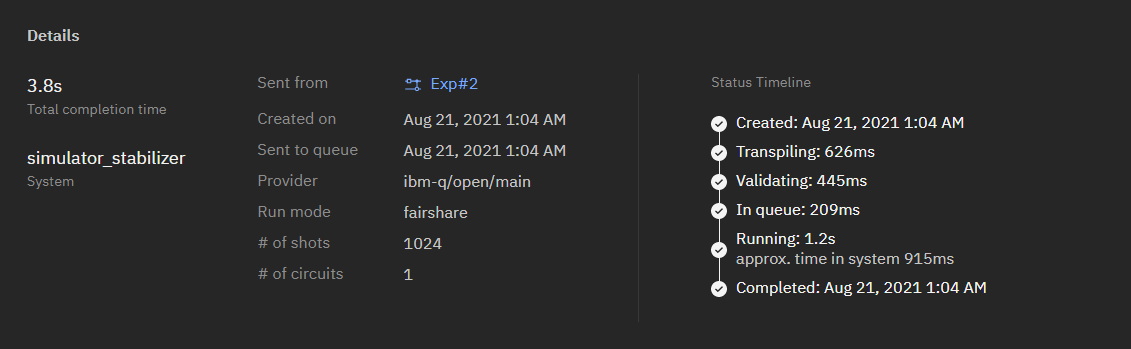 Details
3.8s
Total completion time
simulator_stabilizer
System
Sent from Exp#2
Created on Aug 21, 2021 1:04 AM
Sent to queue Aug 21, 2021 1:04 AM
Provider ibm-q/open/main
Run mode fairshare
# of shots 1024
# of circuits 1
Status Timeline
Created: Aug 21, 2021 1:04 AM
Transpiling: 626ms
Validating: 445ms
In queue: 209ms
Running: 1.2s
approx. time in system 915ms
Completed: Aug 21, 2021 1:04 AM